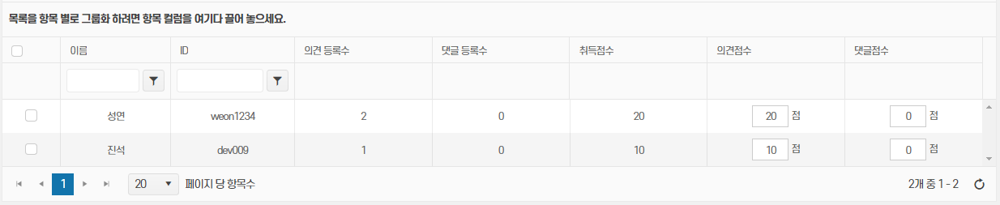 목록을 항목 별로 그룹화 하려면 항목 컬럼을 여기다 끌어 놓으세요.
이름 ID 의견 등록수 댓글 등록수 취득점수 의견점수 댓글점수
성연 weon1234 2 0 20 20 점 0 점
진석 dev009 1 0 10 10 점 0 점
1 20 페이지 당 항목수 2개 중 1 - 2